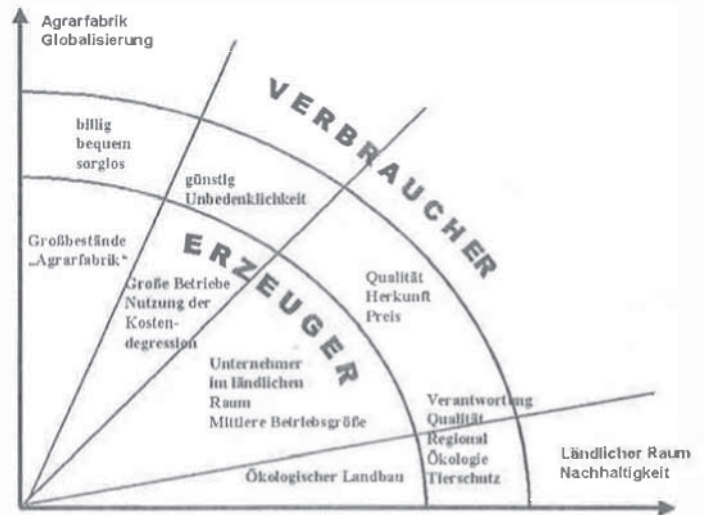 Agrarfabrik
Globalisierung
VERBRAUCHER
billig
bequem
sorglos
günstig
Unbedenklichkeit
ERZEUGER
Großbestände
„Agrarfabrik“
Große Betriebe
Nutzung der
Kosten-
degression
Qualität
Herkunft
Preis
Unternehmer
im ländlichen
Raum
Mittlere Betriebsgröße
Verantwortung
Qualität
Regional
Ökologie
Tierschutz
Ökologischer Landbau
Ländlicher Raum
Nachhaltigkeit